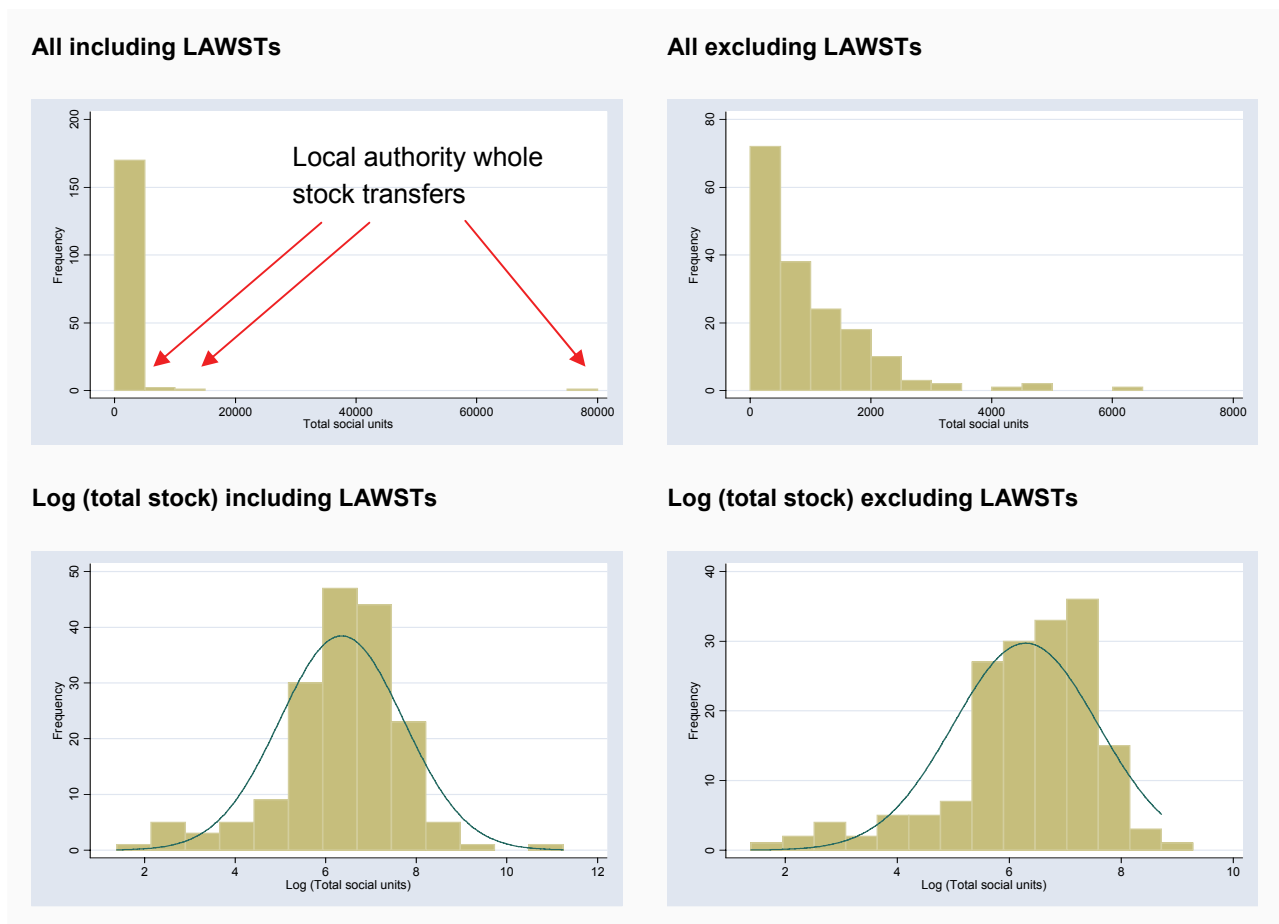 All including LAWSTs
200
150
100
50
0
Frequency
Local authority whole
stock transfers
0 20000 40000 60000 80000
Total social units
All excluding LAWSTs
80
60
40
20
0
Frequency
0 2000 4000 6000 8000
Total social units
Log (total stock) including LAWSTs
50
40
30
20
10
0
Frequency
2 4 6 8 10 12
Log (Total social units)
Log (total stock) excluding LAWSTs
40
30
20
10
0
Frequency
2 4 6 8 10
Log (Total social units)